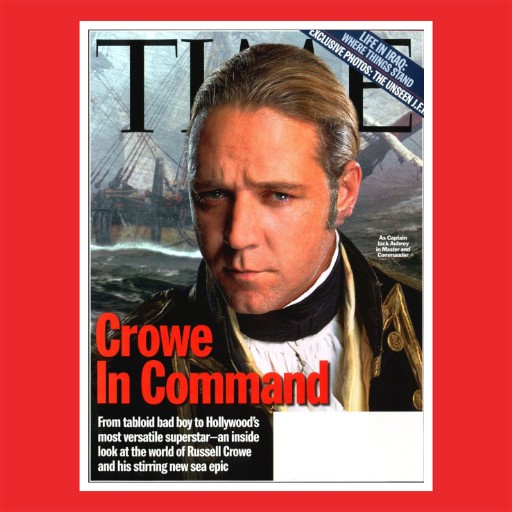 TIME
LIFE IN IRAQ:
WHERE THINGS STAND
EXCLUSIVE PHOTOS: THE UNSEEN J.F.K
As Captain
Jack Aubrey
in Master and
Commander
Crowe
In Command
From tabloid bad boy to Hollywood's
most versatile superstar—an inside
look at the world of Russell Crowe
and his stirring new sea epic